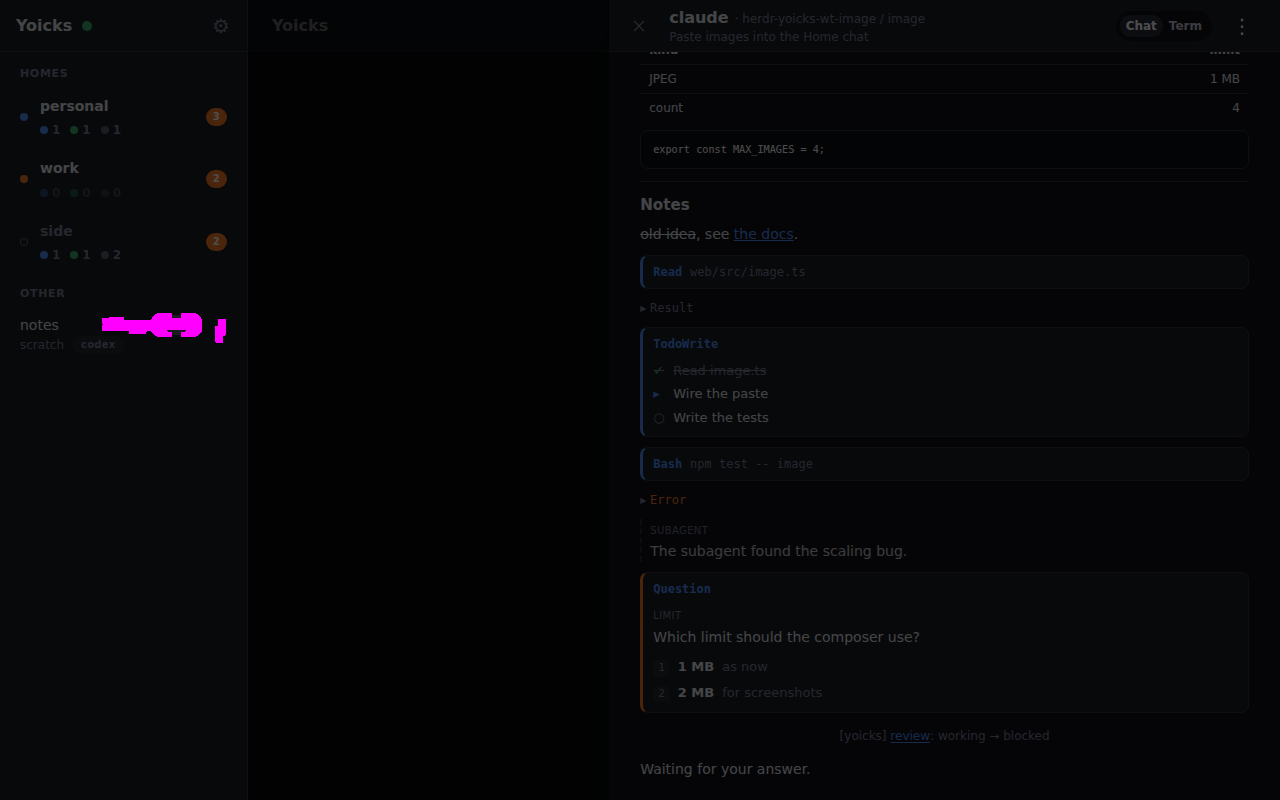 Yoicks
HOMES
personal
3
1 1 1
work
2
0 0 0
side
2
1 1 2
OTHER
notes
scratch codex
Yoicks
claude · herdr-yoicks-wt-image / image
Paste images into the Home chat
Chat Term
JPEG 1 MB
count 4
export const MAX_IMAGES = 4;
Notes
old idea, see the docs.
Read web/src/image.ts
Result
TodoWrite
✓ Read image.ts
Wire the paste
Write the tests
Bash npm test -- image
Error
SUBAGENT
The subagent found the scaling bug.
Question
LIMIT
Which limit should the composer use?
1 1 MB as now
2 2 MB for screenshots
[yoicks] review: working → blocked
Waiting for your answer.